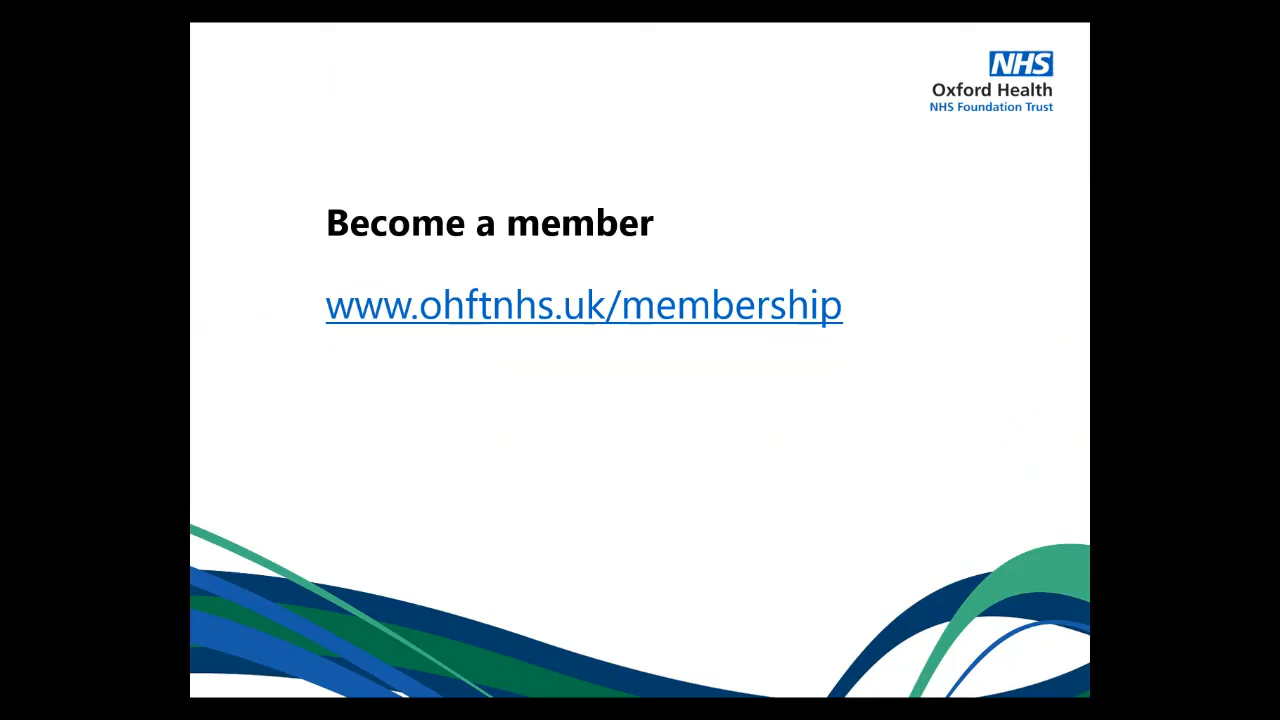 NHS
Oxford Health
NHS Foundation Trust
Become a member
www.ohftnhs.uk/membership